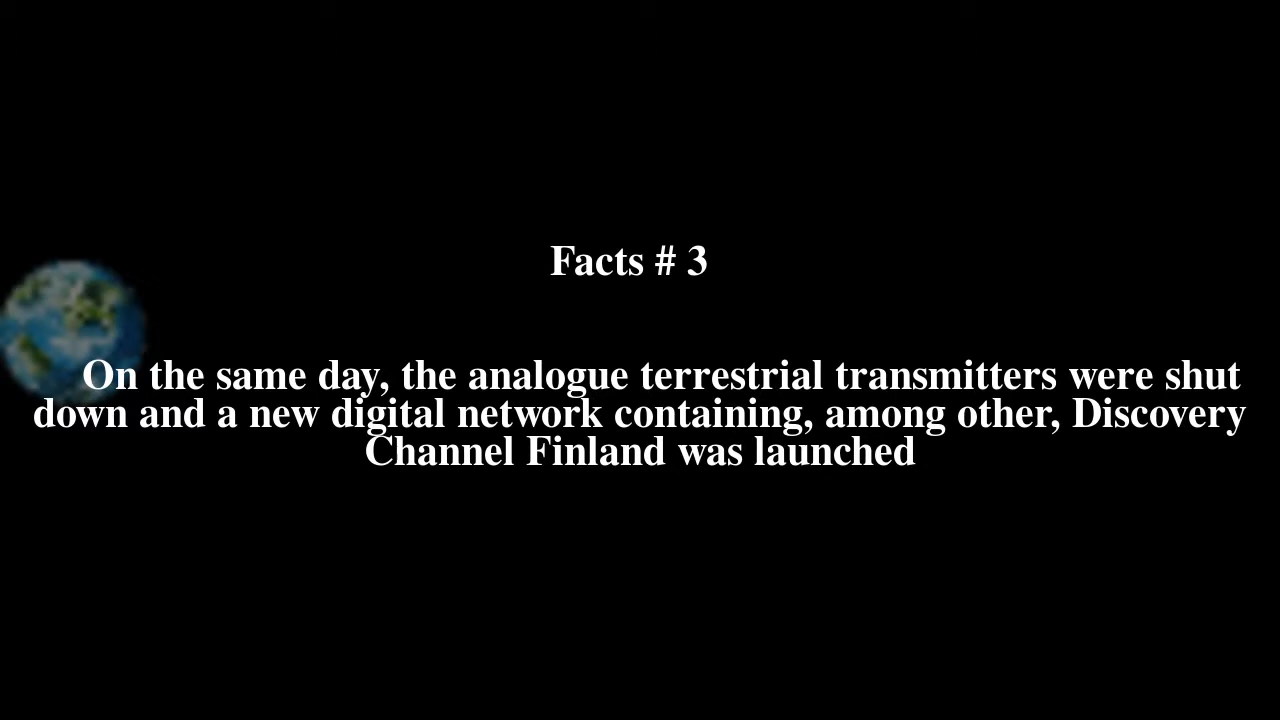 Facts # 3
On the same day, the analogue terrestrial transmitters were shut
down and a new digital network containing, among other, Discovery
Channel Finland was launched